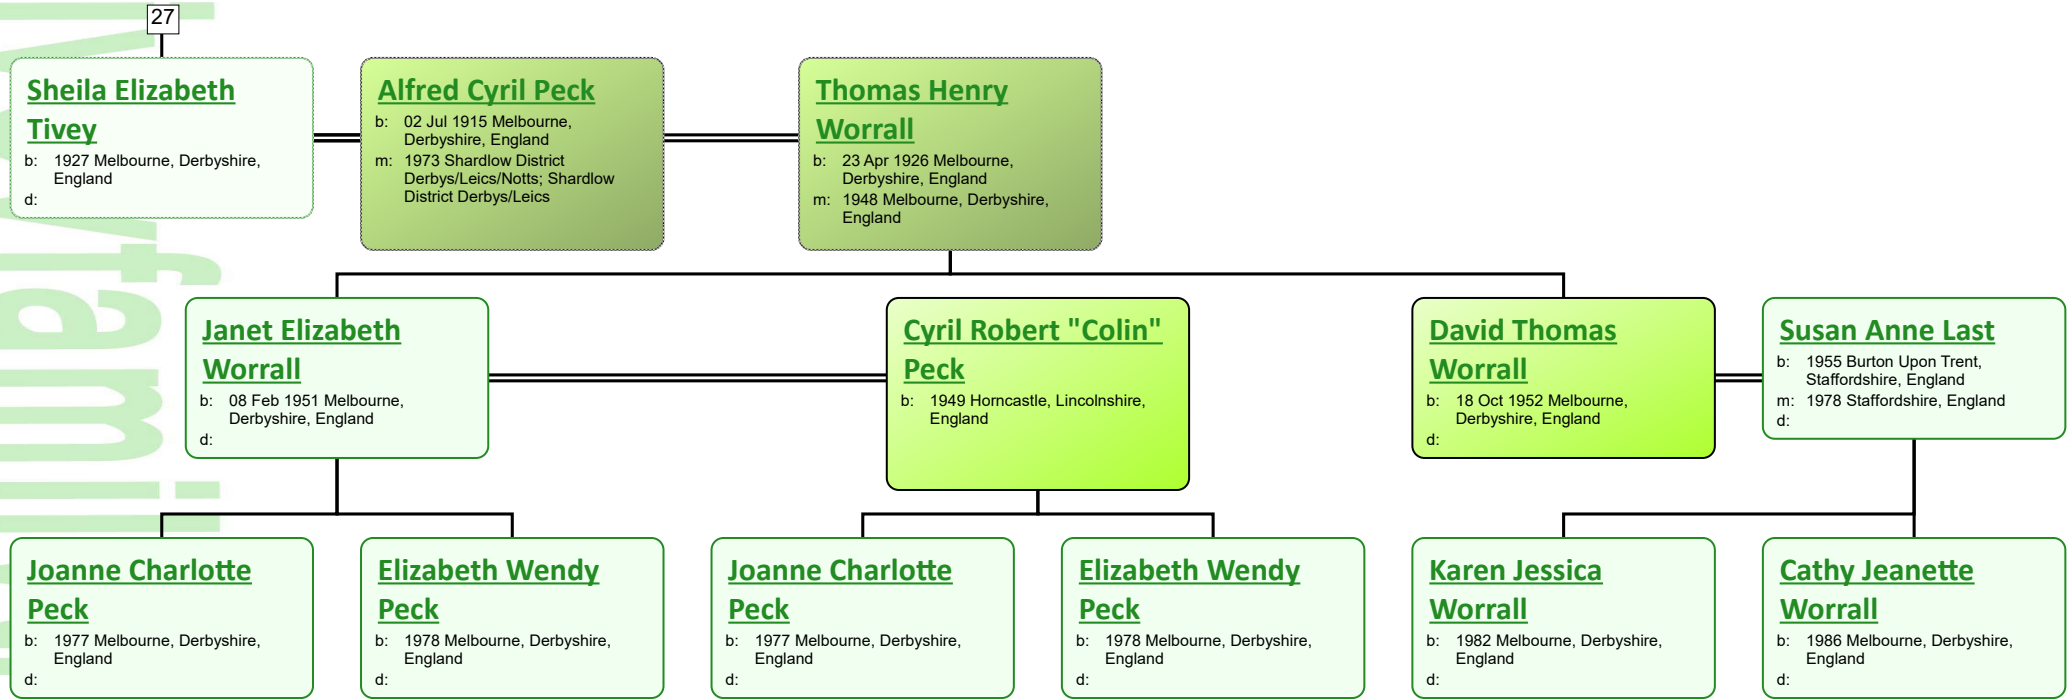 27
Sheila Elizabeth
Tivey
b: 1927 Melbourne, Derbyshire,
England
d:
Alfred Cyril Peck
b: 02 Jul 1915 Melbourne,
Derbyshire, England
m: 1973 Shardlow District
Derbys/Leics/Notts; Shardlow
District Derbys/Leics
Thomas Henry
Worrall
b: 23 Apr 1926 Melbourne,
Derbyshire, England
m: 1948 Melbourne, Derbyshire,
England
Janet Elizabeth
Worrall
b: 08 Feb 1951 Melbourne,
Derbyshire, England
d:
Cyril Robert "Colin"
Peck
b: 1949 Horncastle, Lincolnshire,
England
David Thomas
Worrall
b: 18 Oct 1952 Melbourne,
Derbyshire, England
d:
Susan Anne Last
b: 1955 Burton Upon Trent,
Staffordshire, England
m: 1978 Staffordshire, England
d:
Joanne Charlotte
Peck
b: 1977 Melbourne, Derbyshire,
England
d:
Elizabeth Wendy
Peck
b: 1978 Melbourne, Derbyshire,
England
d:
Joanne Charlotte
Peck
b: 1977 Melbourne, Derbyshire,
England
d:
Elizabeth Wendy
Peck
b: 1978 Melbourne, Derbyshire,
England
d:
Karen Jessica
Worrall
b: 1982 Melbourne, Derbyshire,
England
d:
Cathy Jeanette
Worrall
b: 1986 Melbourne, Derbyshire,
England
d: